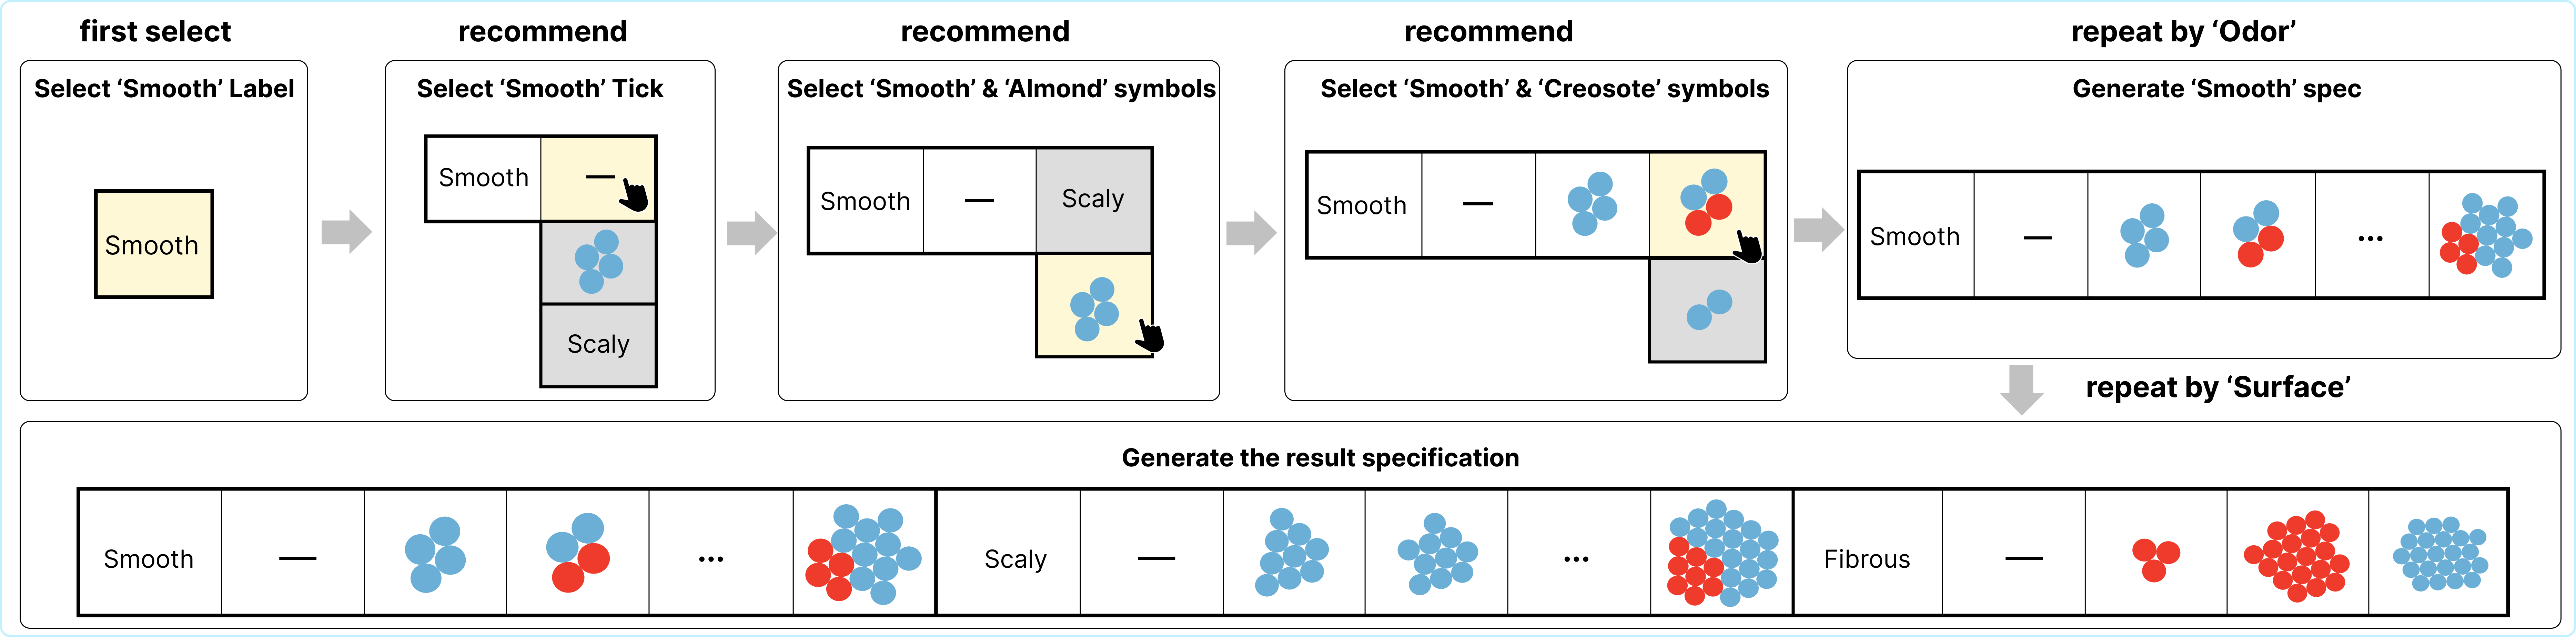 first select
recommend
recommend
recommend
repeat by ‘Odor’
Select ‘Smooth’ Label
Smooth
Select ‘Smooth’ Tick
Smooth
—
Scaly
Select ‘Smooth’ & ‘Almond’ symbols
Smooth
—
Scaly
Select ‘Smooth’ & ‘Creosote’ symbols
Smooth
—
Generate ‘Smooth’ spec
Smooth
—
...
repeat by ‘Surface’
Generate the result specification
Smooth — ... Scaly — ... Fibrous —